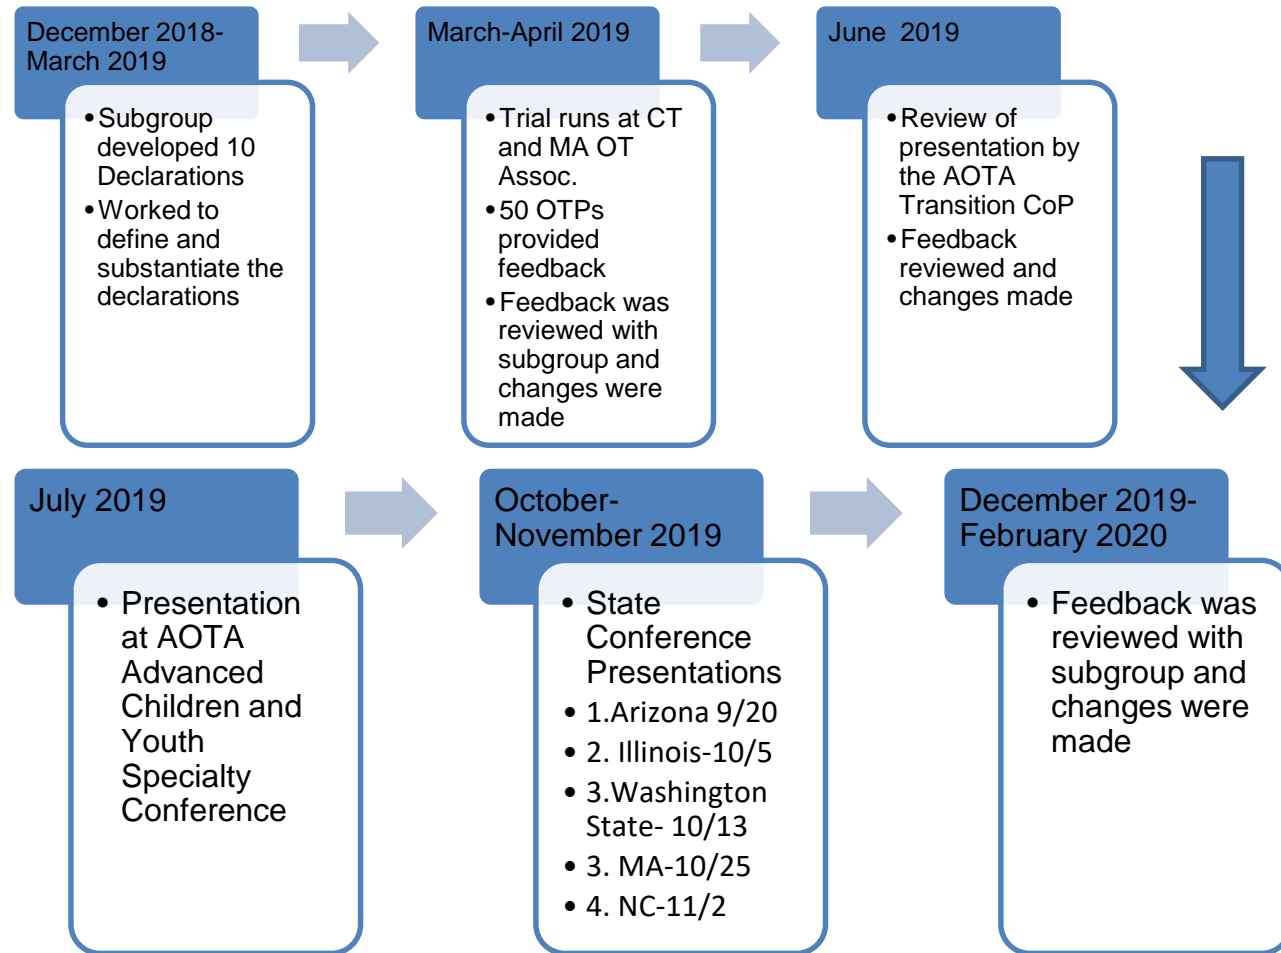 December 2018-
March 2019
• Subgroup
developed 10
Declarations
• Worked to
define and
substantiate the
declarations
March-April 2019
• Trial runs at CT
and MA OT
Assoc.
• 50 OTPs
provided
feedback
• Feedback was
reviewed with
subgroup and
changes were
made
June 2019
• Review of
presentation by
the AOTA
Transition CoP
• Feedback
reviewed and
changes made
July 2019
• Presentation
at AOTA
Advanced
Children and
Youth
Specialty
Conference
October-
November 2019
• State
Conference
Presentations
• 1.Arizona 9/20
• 2. Illinois-10/5
• 3.Washington
State- 10/13
• 3. MA-10/25
• 4. NC-11/2
December 2019-
February 2020
• Feedback was
reviewed with
subgroup and
changes were
made